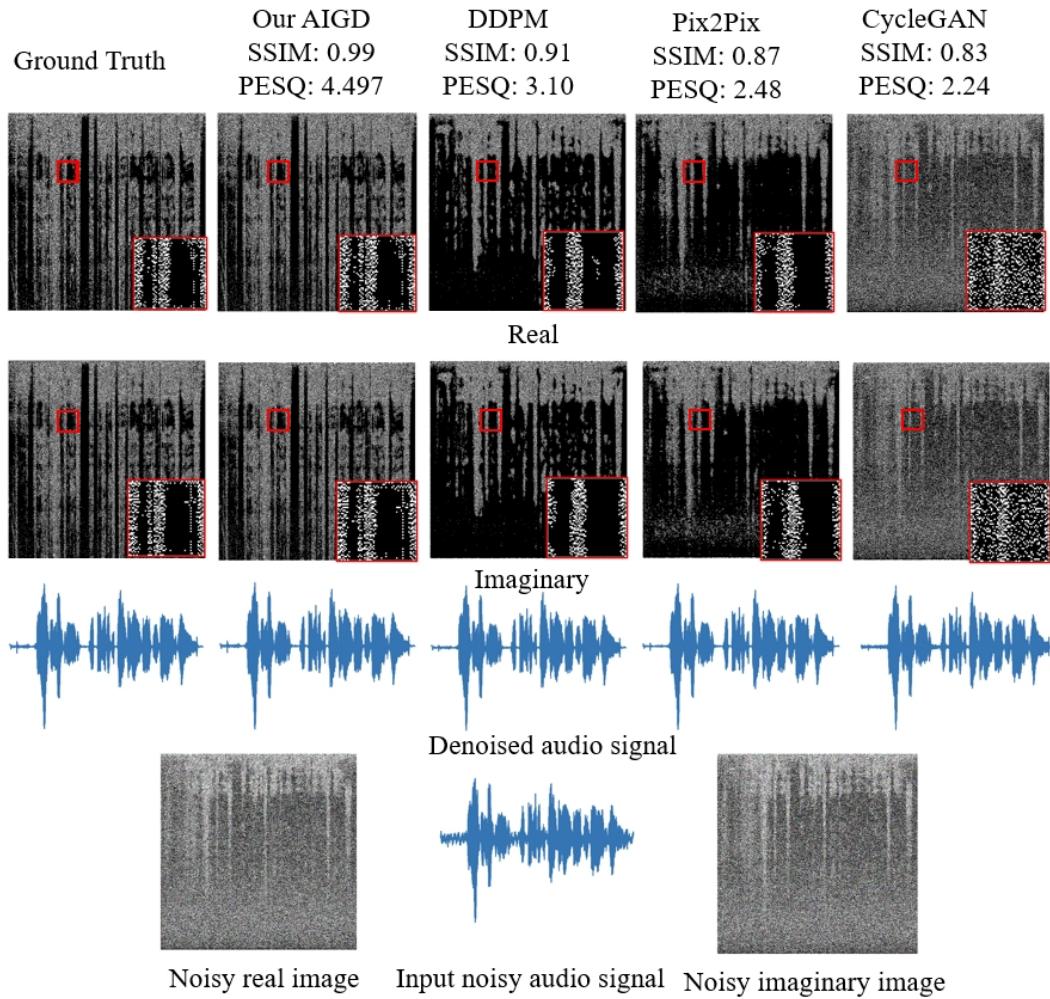 Ground Truth
Our AIGD
SSIM: 0.99
PESQ: 4.497
DDPM
SSIM: 0.91
PESQ: 3.10
Pix2Pix
SSIM: 0.87
PESQ: 2.48
CycleGAN
SSIM: 0.83
PESQ: 2.24
Real
Imaginary
Denoised audio signal
Noisy real image
Input noisy audio signal
Noisy imaginary image